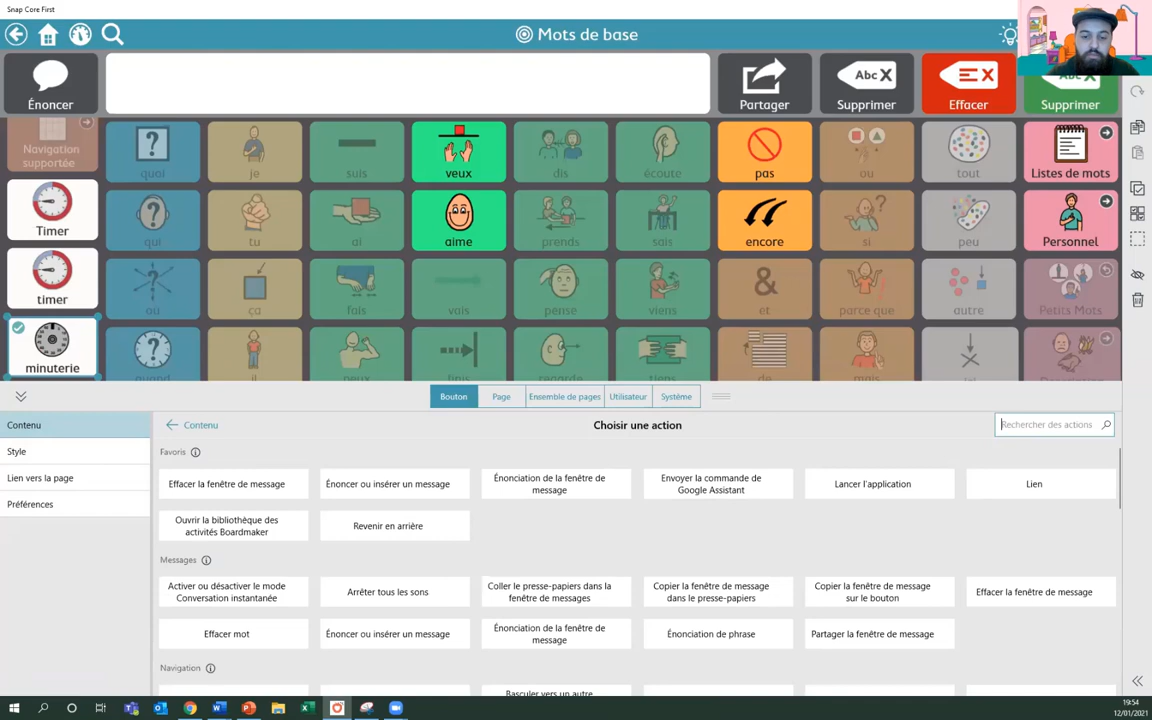 Snap Core First
Mots de base
Énoncer
Partager
Abc X
Supprimer
X
Effacer
Abc X
Supprimer
Navigation
supportée
quoi
je
suis
veux
dis
écoute
pas
ou
tout
Listes de mots
Timer
qui
tu
ai
aime
prends
sais
encore
si
peu
Personnel
timer
où
ça
fais
vais
pense
viens
&
et
parce que
autre
Petits Mots
minuterie
quand
il
peux
finis
regarde
tiens
de
mais
Bouton
Page
Ensemble de pages
Utilisateur
Système
Contenu
Style
Lien vers la page
Préférences
Contenu
Choisir une action
Rechercher des actions
Favoris
Effacer la fenêtre de message
Énoncer ou insérer un message
Énonciation de la fenêtre de
message
Envoyer la commande de
Google Assistant
Lancer l'application
Lien
Ouvrir la bibliothèque des
activités Boardmaker
Revenir en arrière
Messages
Activer ou désactiver le mode
Conversation instantanée
Arrêter tous les sons
Coller le presse-papiers dans la
fenêtre de messages
Copier la fenêtre de message
dans le presse-papiers
Copier la fenêtre de message
sur le bouton
Effacer la fenêtre de message
Effacer mot
Énoncer ou insérer un message
Énonciation de la fenêtre de
message
Énonciation de phrase
Partager la fenêtre de message
Navigation
Basculer vers un autre
19:54
12/01/2021